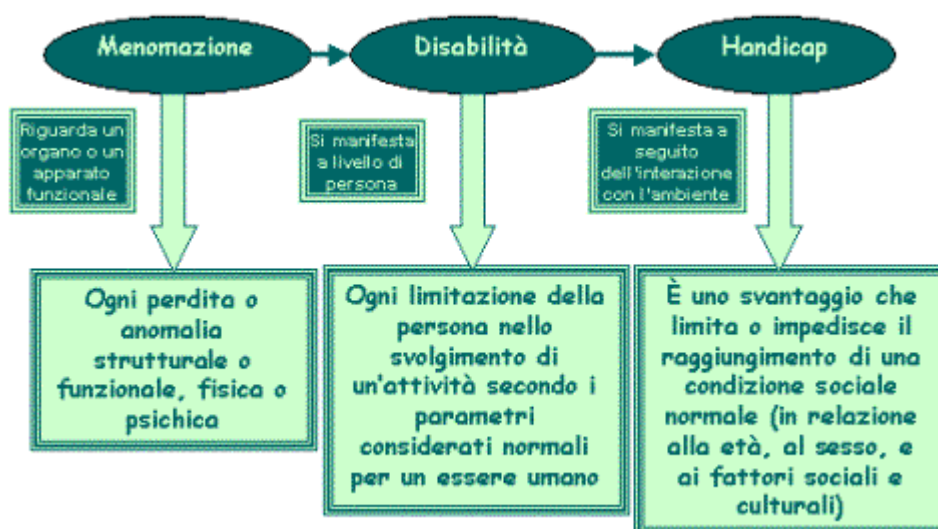 Menomazione
Disabilità
Handicap
Riguarda un
organo o un
apparato
funzionale
Si manifesta
a livello di
persona
Si manifesta a
seguito
dell'interazione
con l'ambiente
Ogni perdita o
anomalia
strutturale o
funzionale, fisica o
psichica
Ogni limitazione della
persona nello
svolgimento di
un'attività secondo i
parametri
considerati normali
per un essere umano
È uno svantaggio che
limita o impedisce il
raggiungimento di una
condizione sociale
normale (in relazione
alla età, al sesso, e
ai fattori sociali e
culturali)